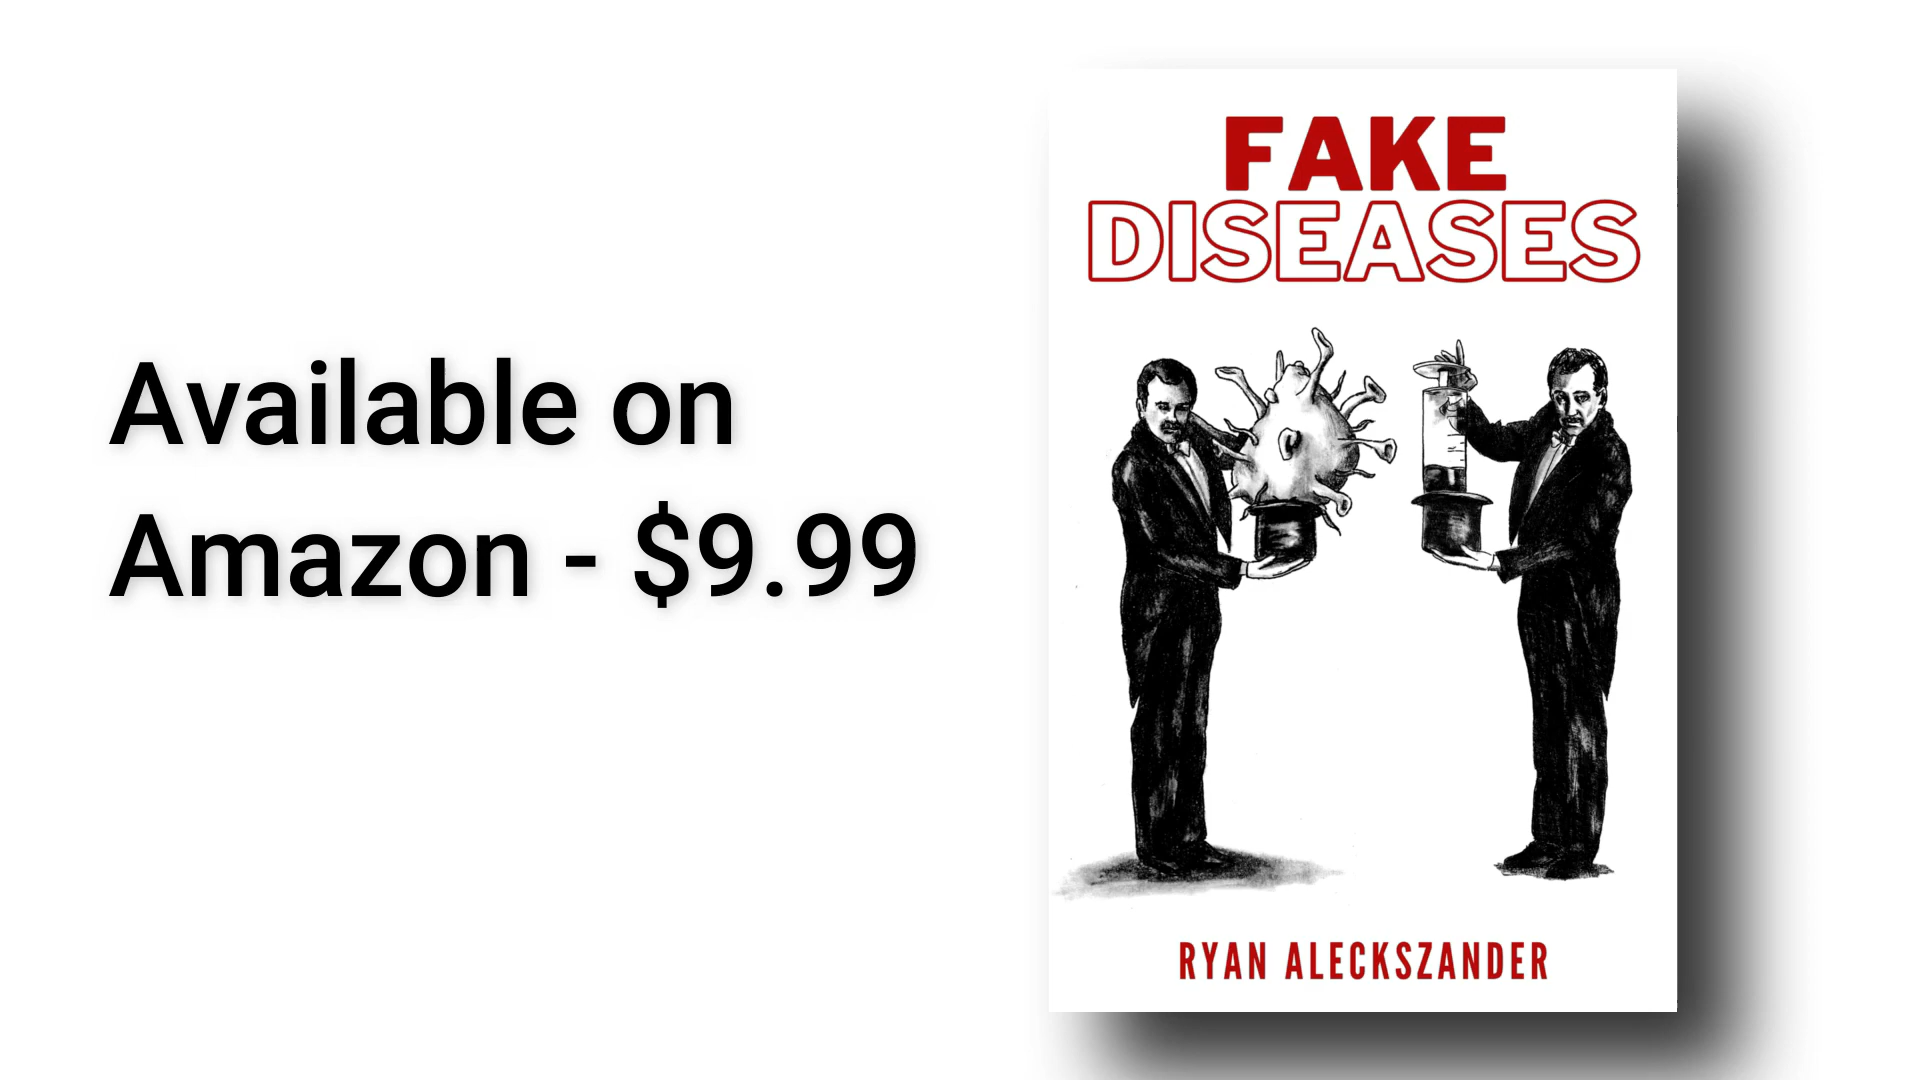 Available on
Amazon - $9.99
FAKE
DISEASES
RYAN ALECKSZANDER